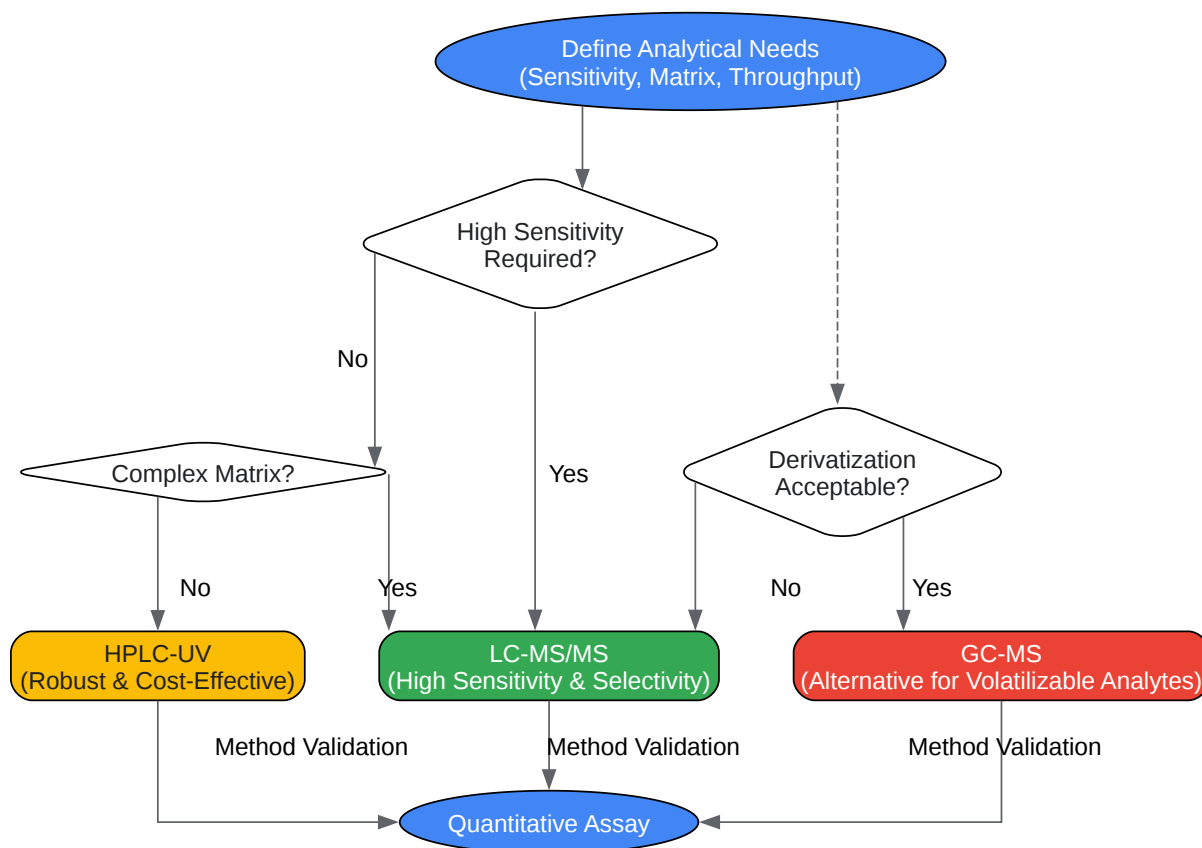 Define Analytical Needs
(Sensitivity, Matrix, Throughput)
High Sensitivity
Required?
No
Complex Matrix?
Yes
Derivatization
Acceptable?
No
Yes
No
Yes
HPLC-UV
(Robust & Cost-Effective)
LC-MS/MS
(High Sensitivity & Selectivity)
GC-MS
(Alternative for Volatilizable Analytes)
Method Validation
Method Validation
Method Validation
Quantitative Assay